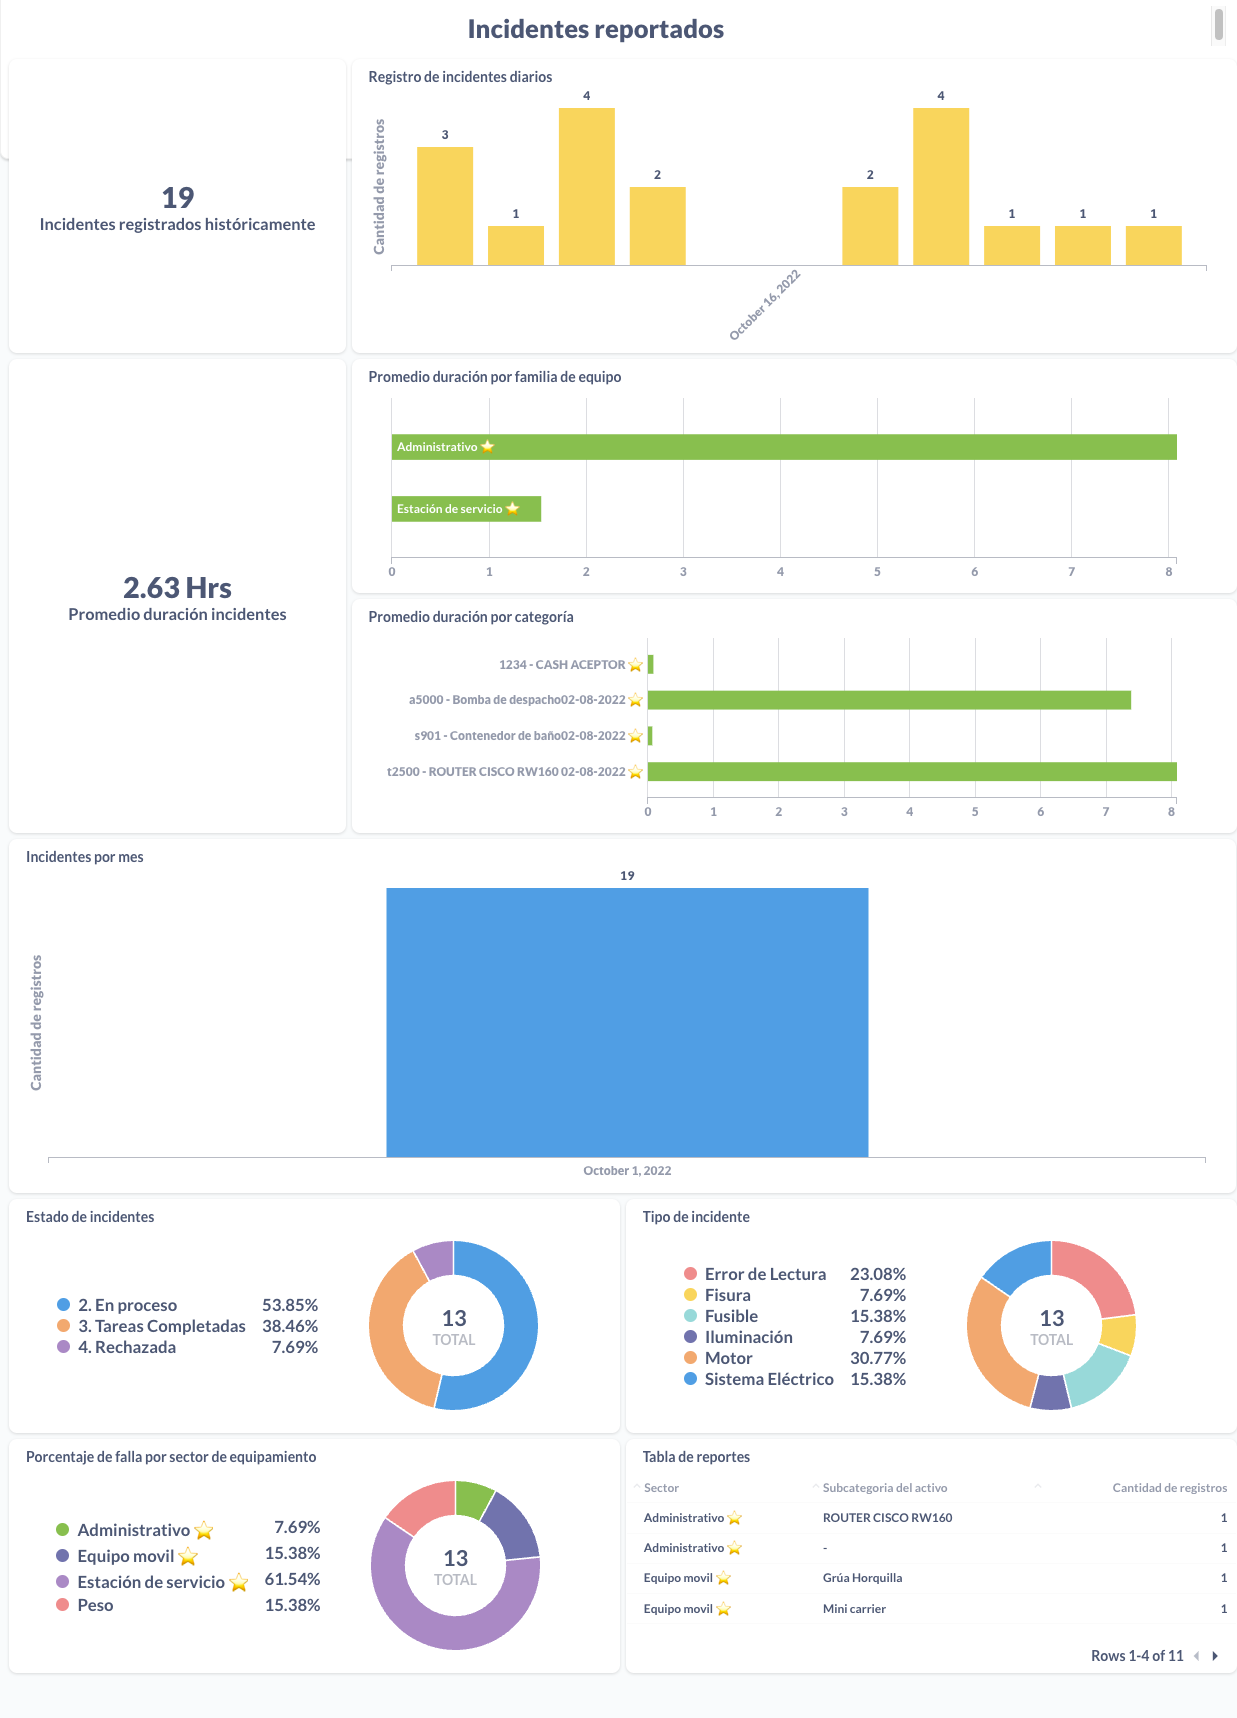 Incidentes reportados
19
Incidentes registrados históricamente
Registro de incidentes diarios
Cantidad de registros
3
1
4
2
2
4
1
1
1
October 16, 2022
2.63 Hrs
Promedio duración incidentes
Promedio duración por familia de equipo
Administrativo ⭐
Estación de servicio ⭐
0 1 2 3 4 5 6 7 8
Promedio duración por categoría
1234 - CASH ACEPTOR ⭐
a5000 - Bomba de despacho02-08-2022 ⭐
s901 - Contenedor de baño02-08-2022 ⭐
t2500 - ROUTER CISCO RW160 02-08-2022 ⭐
0 1 2 3 4 5 6 7 8
Incidentes por mes
Cantidad de registros
19
October 1, 2022
Estado de incidentes
2. En proceso 53.85%
3. Tareas Completadas 38.46%
4. Rechazada 7.69%
13
TOTAL
Tipo de incidente
Error de Lectura 23.08%
Fisura 7.69%
Fusible 15.38%
Iluminación 7.69%
Motor 30.77%
Sistema Eléctrico 15.38%
13
TOTAL
Porcentaje de falla por sector de equipamiento
Administrativo ⭐ 7.69%
Equipo movil ⭐ 15.38%
Estación de servicio ⭐ 61.54%
Peso 15.38%
13
TOTAL
Tabla de reportes
Sector Subcategoria del activo Cantidad de registros
Administrativo ⭐ ROUTER CISCO RW160 1
Administrativo ⭐ - 1
Equipo movil ⭐ Grúa Horquilla 1
Equipo movil ⭐ Mini carrier 1
Rows 1-4 of 11